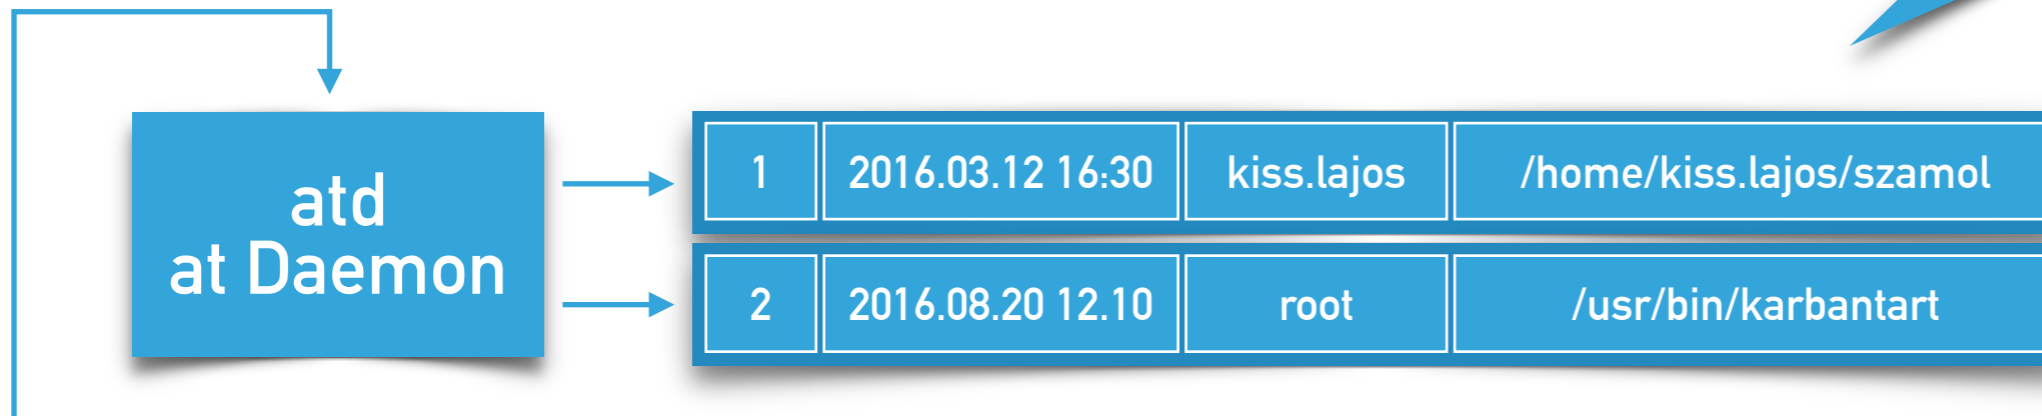 atd
at Daemon
1 2016.03.12 16:30 kiss.lajos /home/kiss.lajos/szamol
2 2016.08.20 12.10 root /usr/bin/karbantart